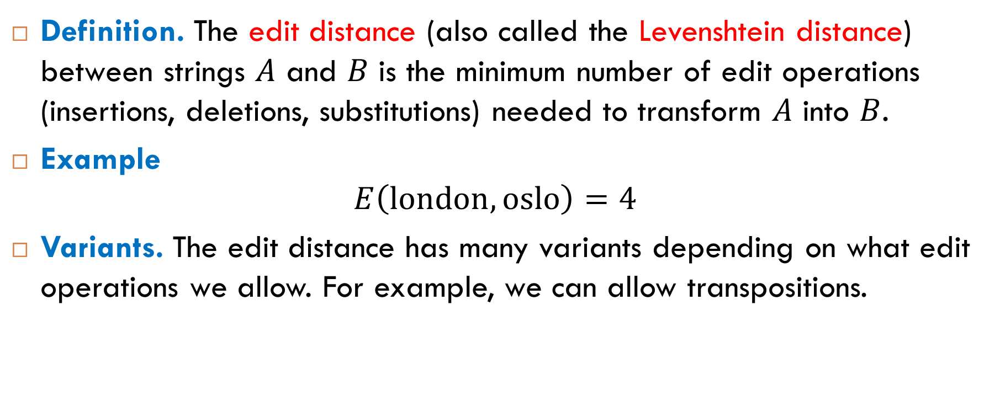 Definition. The edit distance (also called the Levenshtein distance)
between strings A and B is the minimum number of edit operations
(insertions, deletions, substitutions) needed to transform A into B.
Example
E(london, oslo) = 4
Variants. The edit distance has many variants depending on what edit
operations we allow. For example, we can allow transpositions.